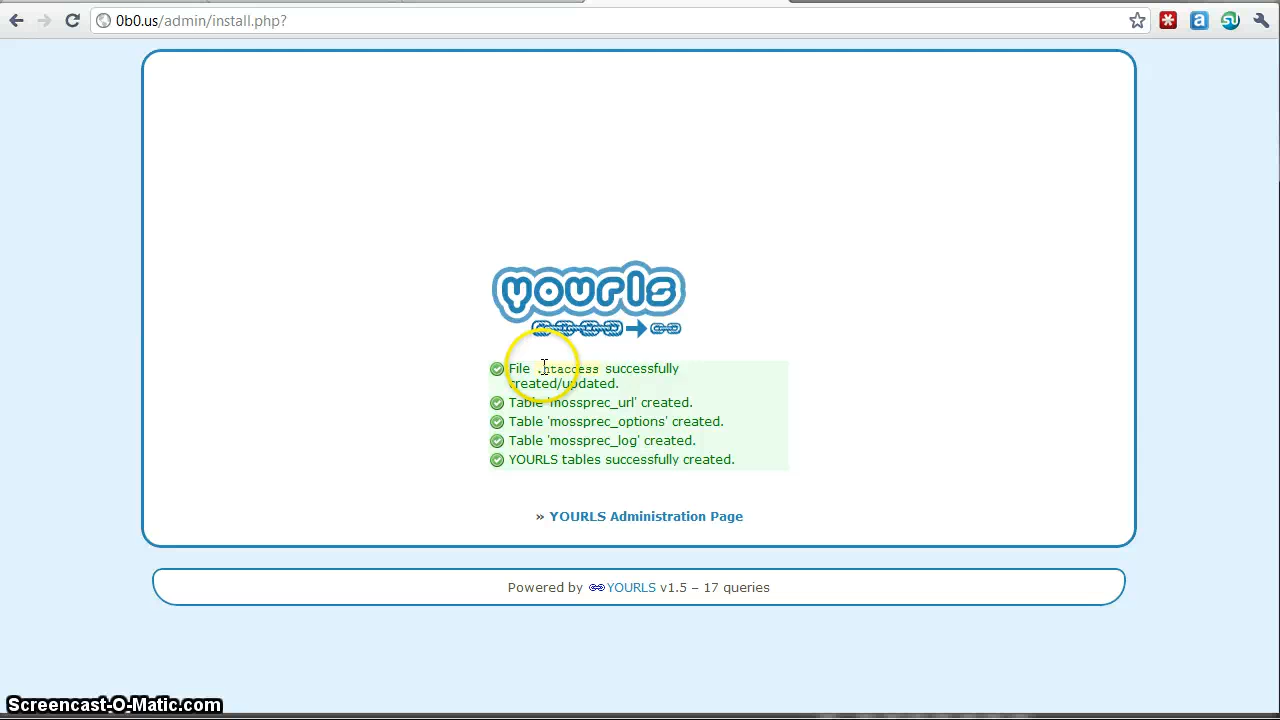 0b0.us/admin/install.php?
yourls
File .htaccess successfully
created/updated.
Table 'mossprec_url' created.
Table 'mossprec_options' created.
Table 'mossprec_log' created.
YOURLS tables successfully created.
» YOURLS Administration Page
Powered by YOURLS v1.5 – 17 queries
Screencast-O-Matic.com